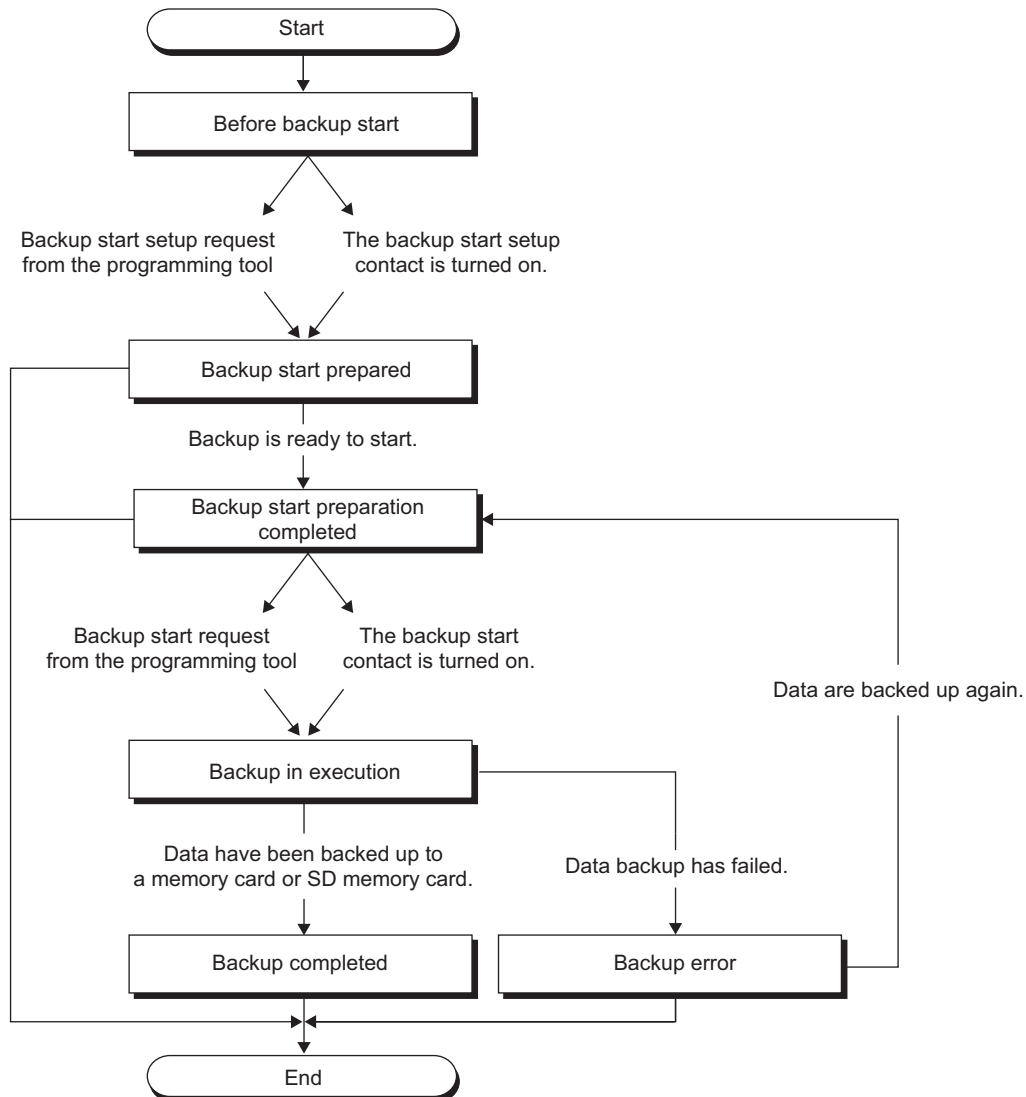 Start
Before backup start
Backup start setup request
from the programming tool
The backup start setup
contact is turned on.
Backup start prepared
Backup is ready to start.
Backup start preparation
completed
Backup start request
from the programming tool
The backup start
contact is turned on.
Data are backed up again.
Backup in execution
Data have been backed up to
a memory card or SD memory card.
Data backup has failed.
Backup completed
Backup error
End